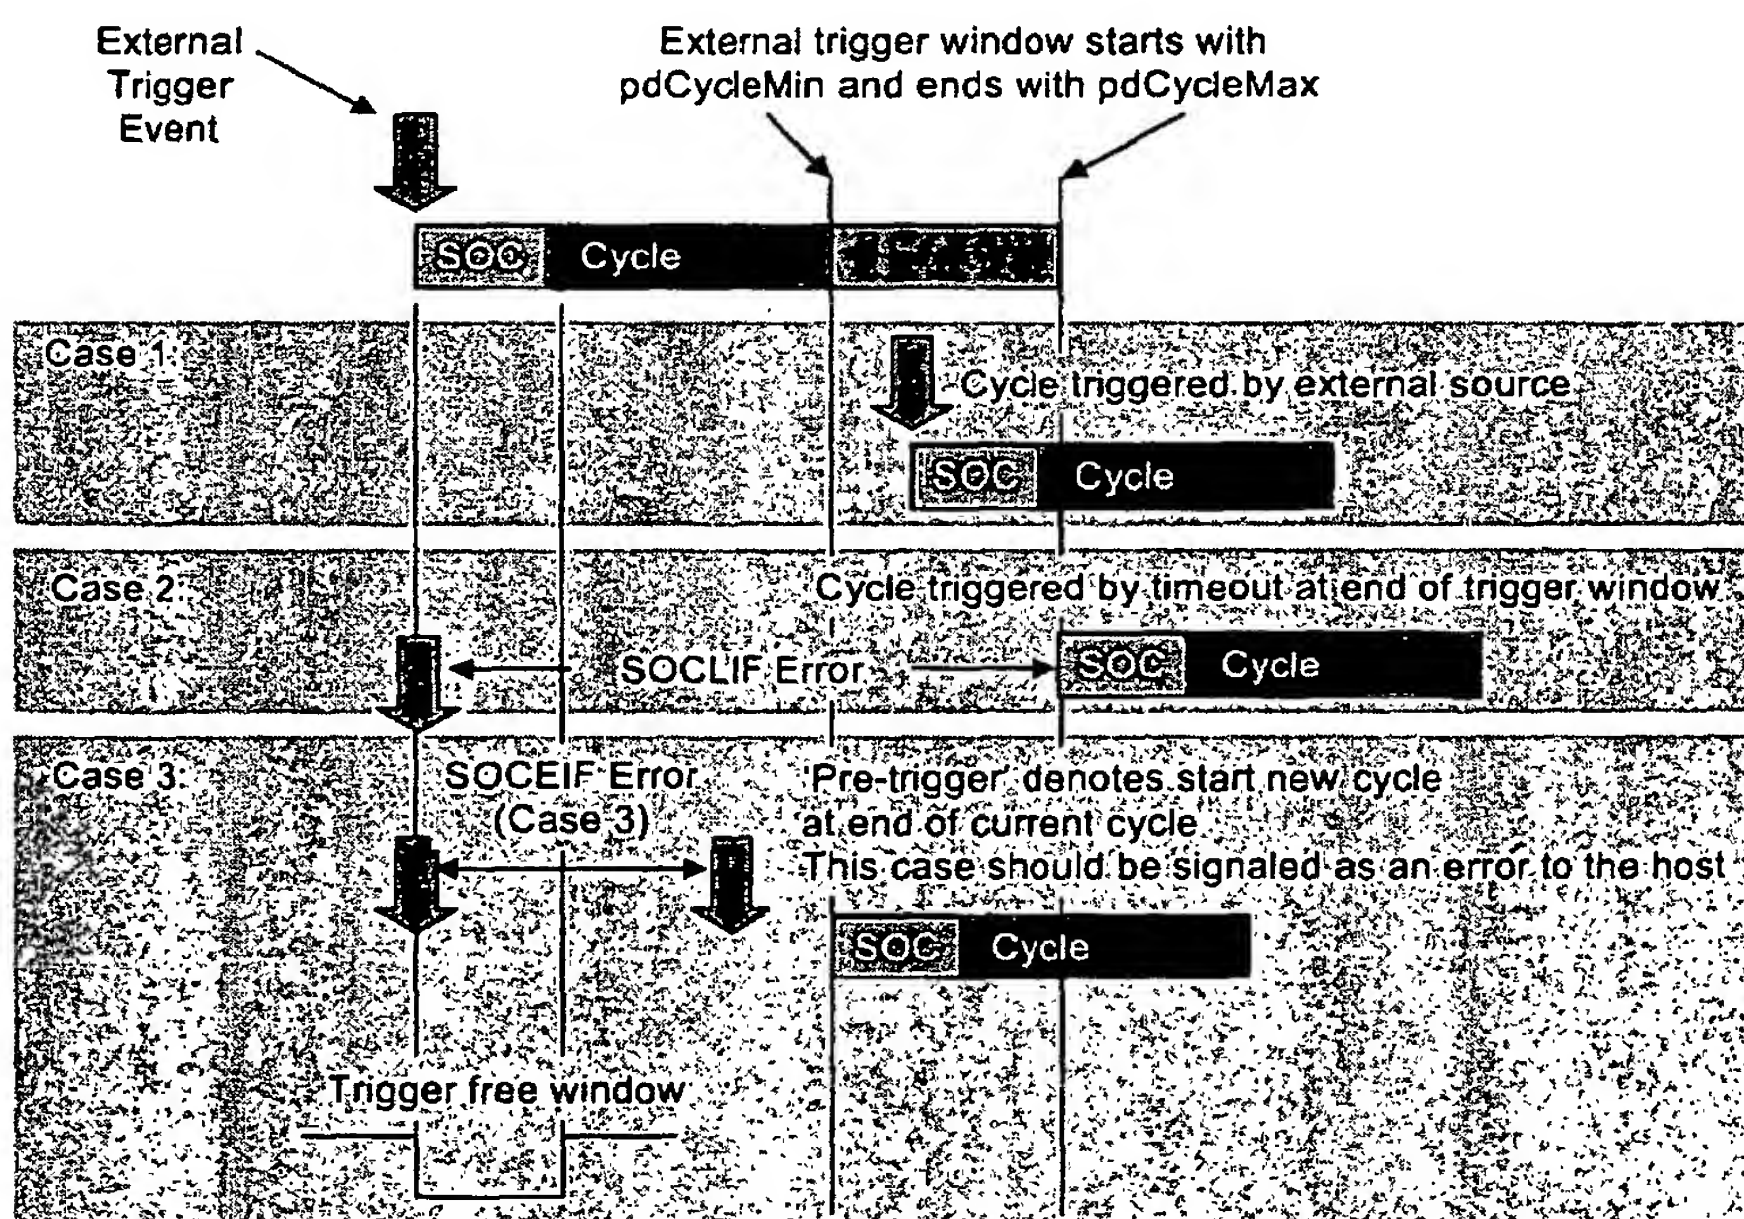 External
Trigger
Event
External trigger window starts with
pdCycleMin and ends with pdCycleMax
SOC Cycle
Case 1:
Cycle triggered by external source
SOC Cycle
Case 2:
Cycle triggered by timeout at end of trigger window
SOCLIF Error
SOC Cycle
Case 3:
SOCEIF Error
(Case 3)
'Pre-trigger' denotes start new cycle
at end of current cycle
This case should be signaled as an error to the host
SOC Cycle
Trigger free window